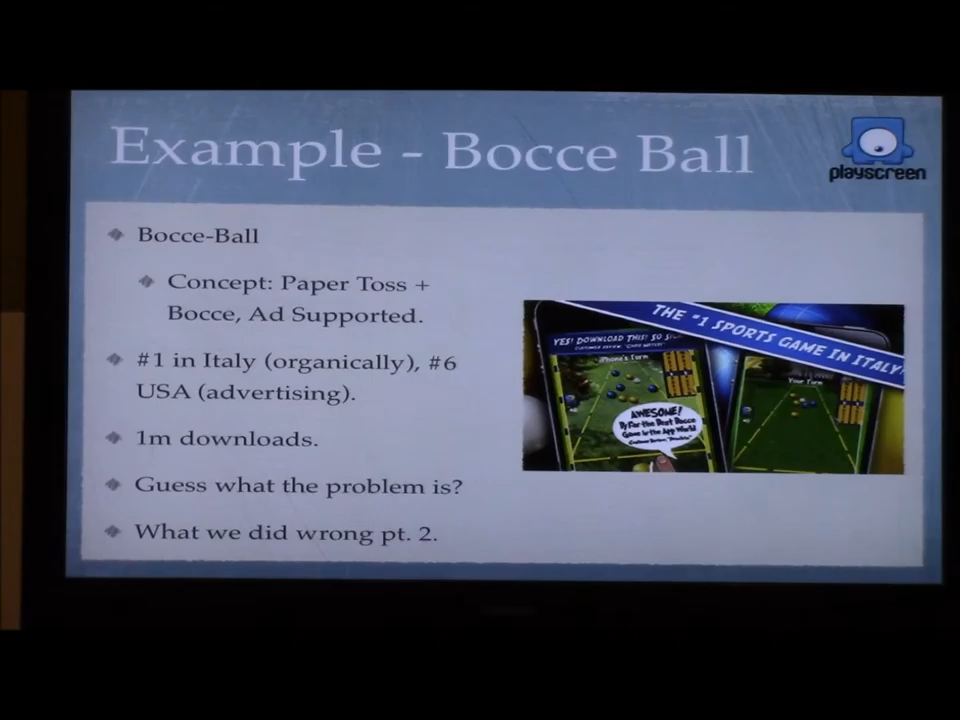 Example - Bocce Ball
playscreen
Bocce-Ball
Concept: Paper Toss +
Bocce, Ad Supported.
#1 in Italy (organically), #6
USA (advertising).
1m downloads.
Guess what the problem is?
What we did wrong pt. 2.
THE #1 SPORTS GAME IN ITALY!
YES! DOWNLOAD THIS! SO
iPhone's Turn
Your Turn
AWESOME!
By Far the Best Bocce
Game in the App World